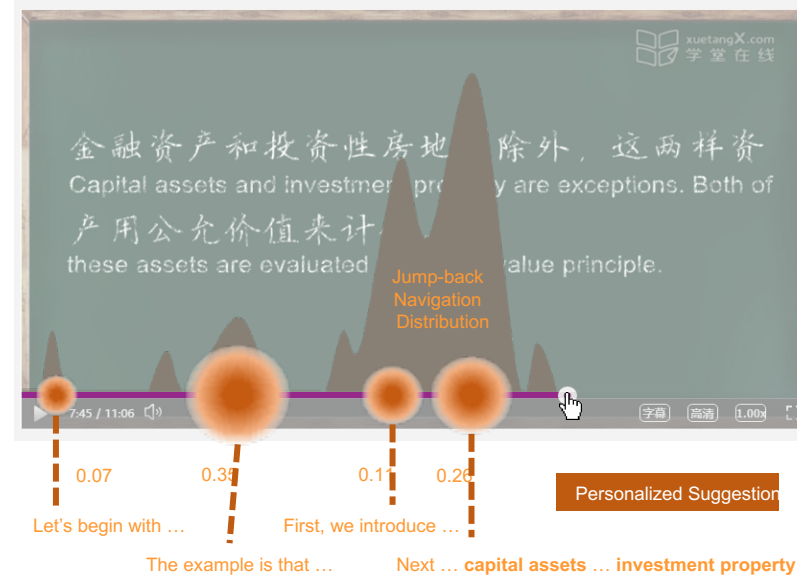 xuetangX.com
学堂在线
金融资产和投资性房地 除外，这两样资
Capital assets and investmen pro y are exceptions. Both of
产用公允价值来计
these assets are evaluated value principle.
Jump-back
Navigation
Distribution
7:45 / 11:06
字幕
高清
1.00x
0.07
0.35
0.11
0.26
Personalized Suggestion
Let's begin with …
First, we introduce …
The example is that …
Next … capital assets … investment property